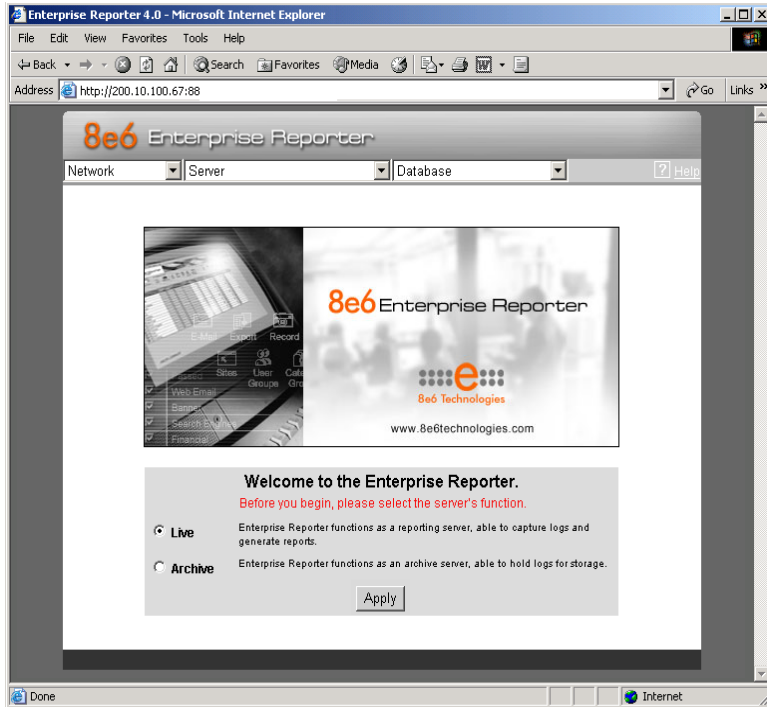 Enterprise Reporter 4.0 - Microsoft Internet Explorer
File Edit View Favorites Tools Help
Back Search Favorites Media
Address http://200.10.100.67:88 Go Links »
8e6 Enterprise Reporter
Network Server Database ? Help
E-Mail Export Record
Sites User Groups
Web Email
Banner
Search Engines
Financial
8e6 Enterprise Reporter
e
8e6 Technologies
www.8e6technologies.com
Welcome to the Enterprise Reporter.
Before you begin, please select the server's function.
Live Enterprise Reporter functions as a reporting server, able to capture logs and
generate reports.
Archive Enterprise Reporter functions as an archive server, able to hold logs for storage.
Apply
Done Internet